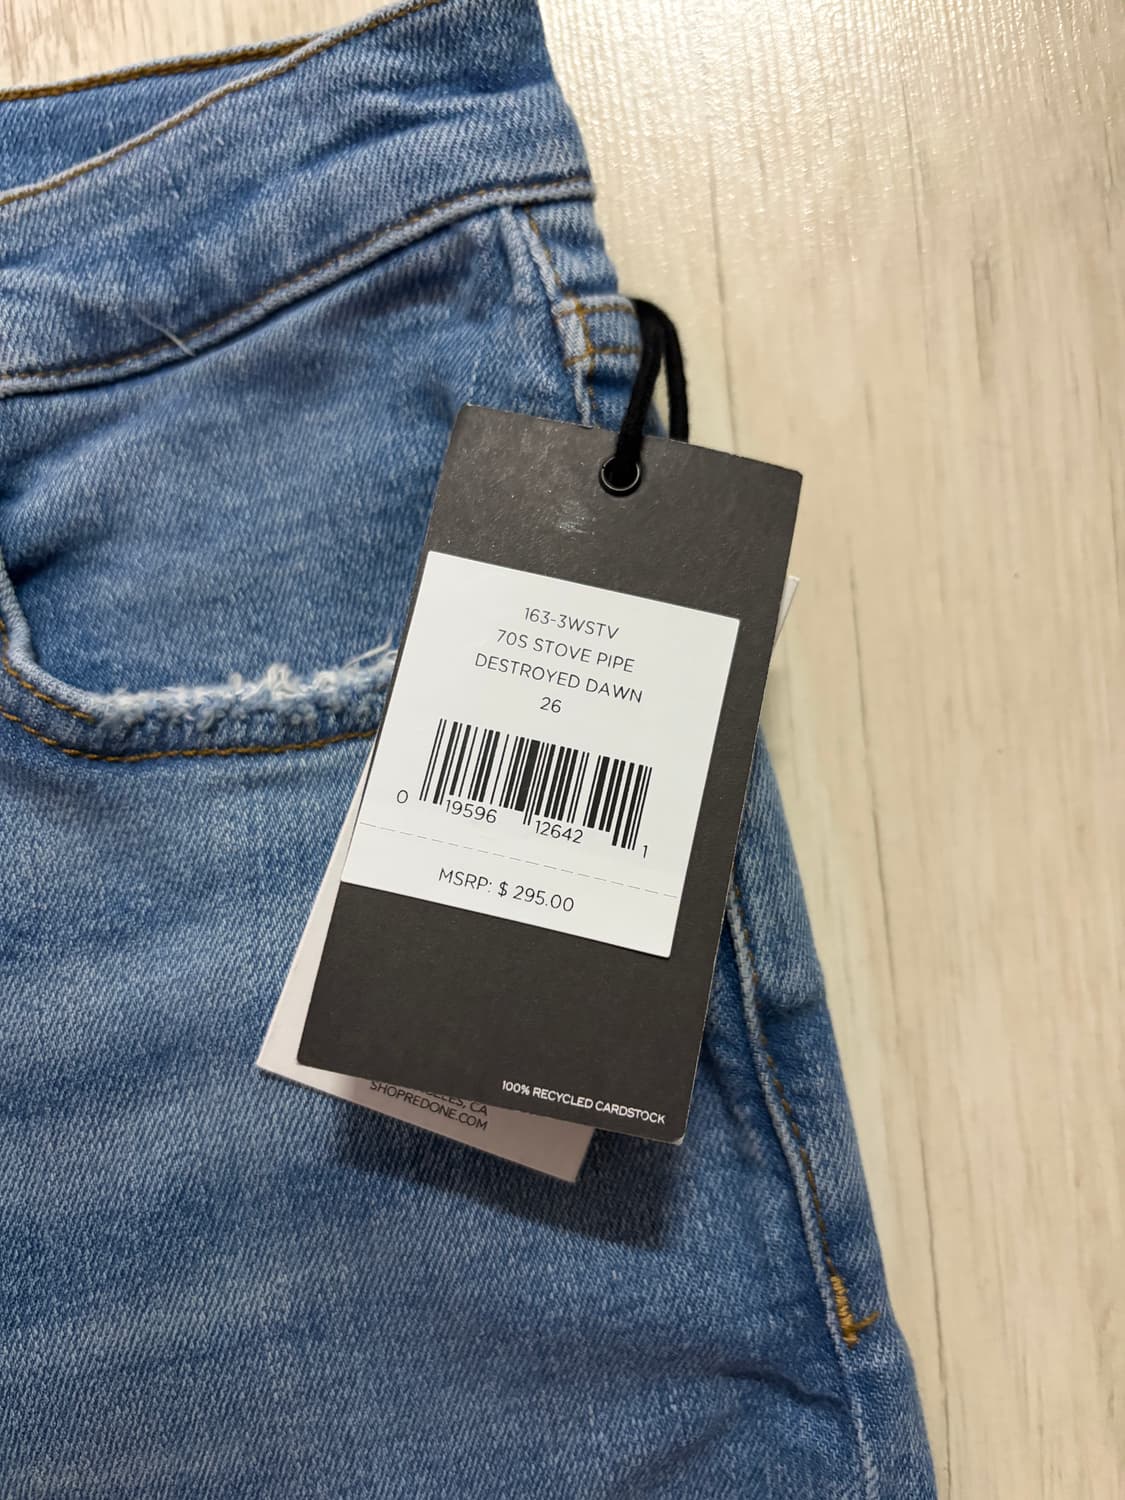 163-3WSTV
70S STOVE PIPE
DESTROYED DAWN
26
0 19596 12642 1
MSRP: $ 295.00
100% RECYCLED CARDSTOCK
CA
SHOPREDONE.COM